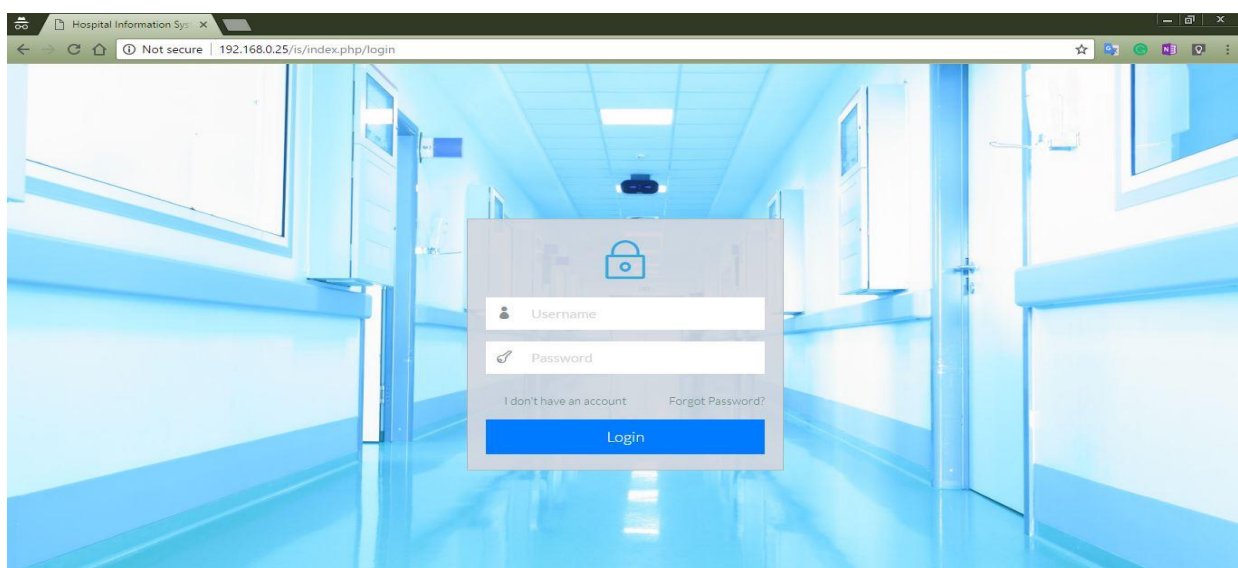 Hospital Information Sys
Not secure | 192.168.0.25/is/index.php/login
Username
Password
I don't have an account Forgot Password?
Login